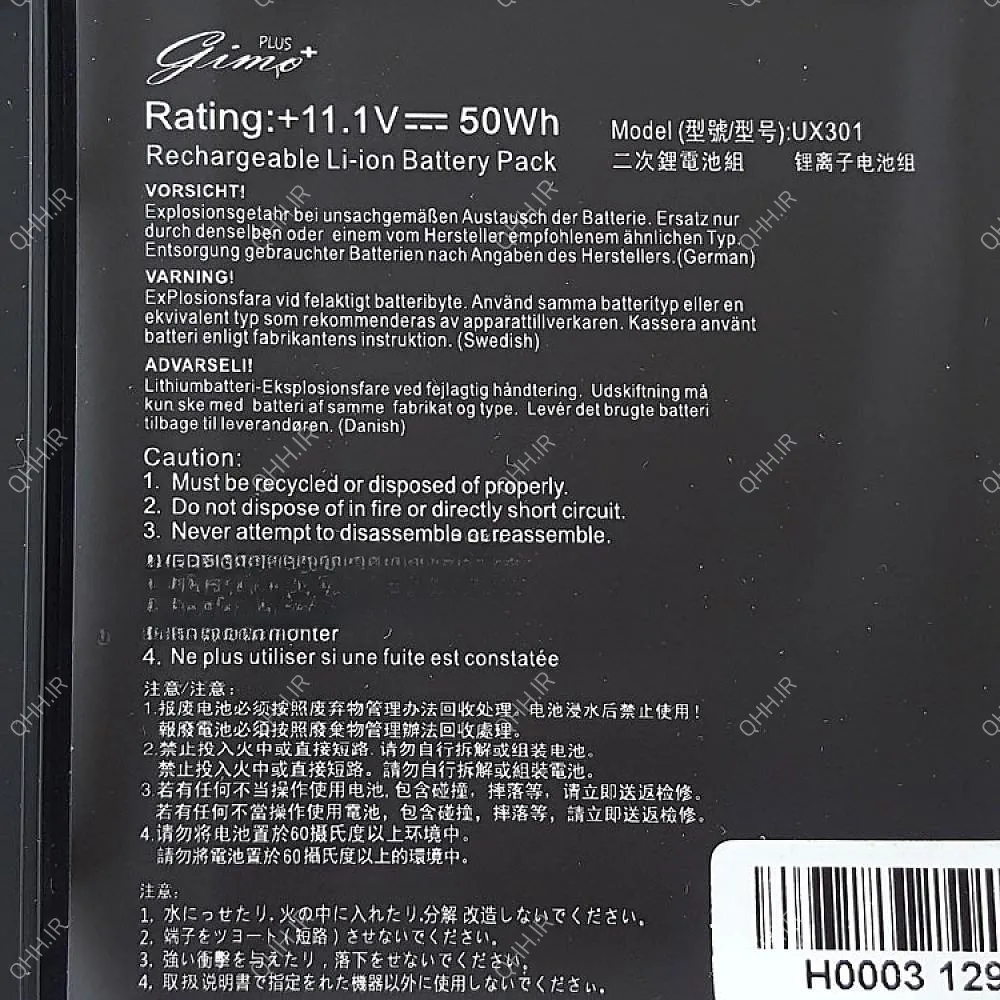 Gimo PLUS+
Rating:+11.1V⎓ 50Wh
Model (型號/型号):UX301
Rechargeable Li-ion Battery Pack
二次鋰電池組 锂离子电池组
VORSICHT!
Explosionsgetahr bei unsachgemäßen Austausch der Batterie. Ersatz nur
durch denselben oder einem vom Hersteller empfohlenem ähnlichen Typ.
Entsorgung gebrauchter Batterien nach Angaben des Herstellers.(German)
VARNING!
ExPlosionsfara vid felaktigt batteribyte. Använd samma batterityp eller en
ekvivalent typ som rekommenderas av apparattillverkaren. Kassera använt
batteri enligt fabrikantens instruktion. (Swedish)
ADVARSELI!
Lithiumbatteri-Eksplosionsfare ved fejlagtig håndtering. Udskiftning må
kun ske med batteri af samme fabrikat og type. Levér det brugte batteri
tilbage til leverandøren. (Danish)
Caution:
1. Must be recycled or disposed of properly.
2. Do not dispose of in fire or directly short circuit.
3. Never attempt to disassemble or reassemble.
monter
4. Ne plus utiliser si une fuite est constatée
注意/注意:
1.报废电池必须按照废弃物管理办法回收处理、电池浸水后禁止使用!
報廢電池必須按照廢棄物管理辦法回收處理。
2.禁止投入火中或直接短路. 请勿自行拆解或组装电池。
禁止投入火中或直接短路。請勿自行拆解或組裝電池。
3.若有任何不当操作使用电池, 包含碰撞, 摔落等, 请立即送返检修。
若有任何不當操作使用電池, 包含碰撞, 摔落等, 請立即送返檢修。
4.请勿将电池置於60攝氏度以上环境中。
請勿將電池置於60攝氏度以上的環境中。
注意:
1, 水にっせたり,火の中に入れたり,分解 改造しないでください。
2, 端子をツヨート(短路)させないでください。
3, 強い衝擊を与えたり, 落下をせないでください,
4, 取扱说明書で指定をれた機器以外に使用しないでください。
H0003 129
QHH.IR